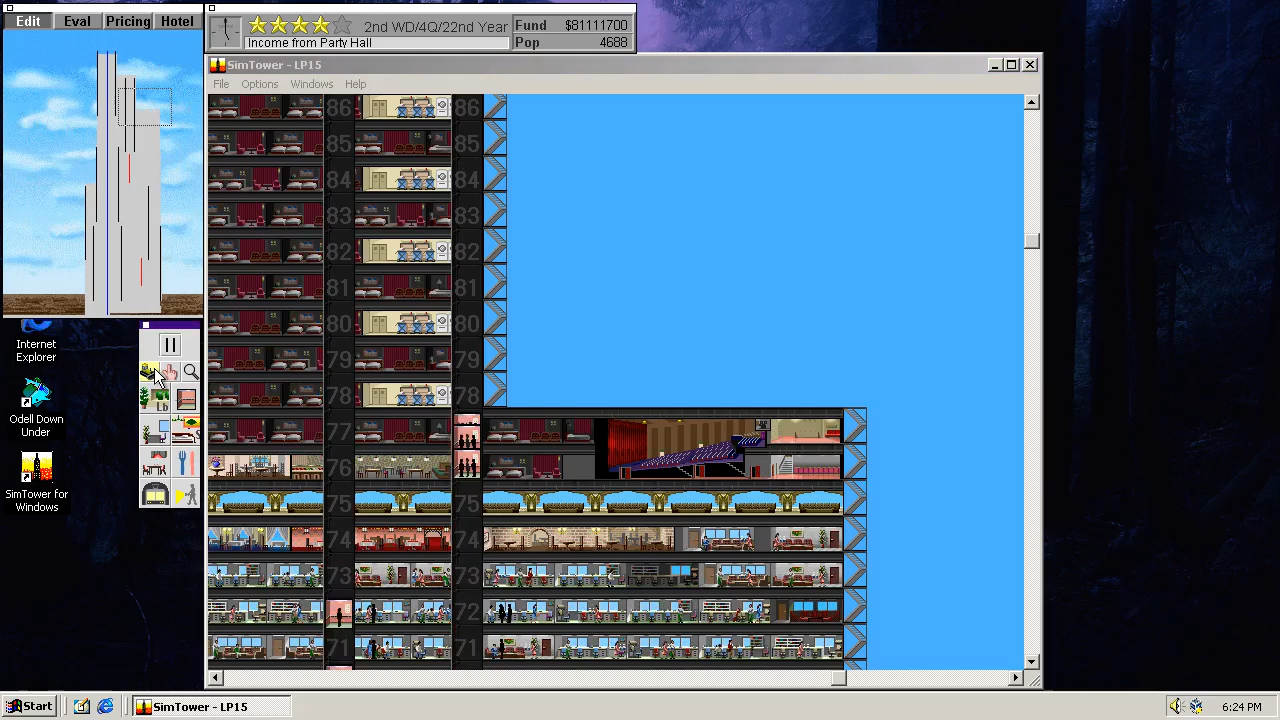 Edit Eval Pricing Hotel
2nd WD/4Q/22nd Year
Income from Party Hall
Fund $81111700
Pop 4688
SimTower - LP15
File Options Windows Help
86 86
85 85
84 84
83 83
82 82
81 81
80 80
79 79
78 78
77 77
76 76
75 75
74 74
73 73
72 72
71 71
Internet
Explorer
Odell Down
Under
SimTower for
Windows
Lb
S
Start
SimTower - LP15
6:24 PM